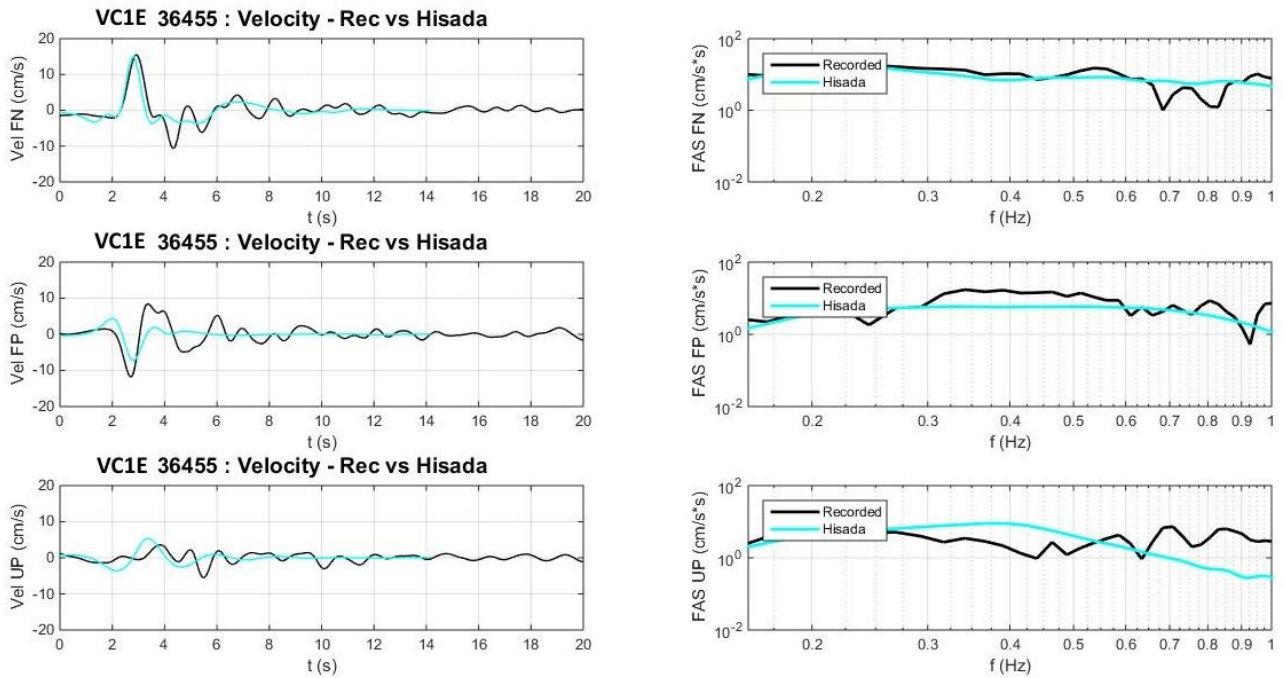 VC1E 36455 : Velocity - Rec vs Hisada
Vel FN (cm/s)
20
10
0
-10
-20
0 2 4 6 8 10 12 14 16 18 20
t (s)
FAS FN (cm/s*s)
10^2
10^0
10^-2
Recorded
Hisada
0.2 0.3 0.4 0.5 0.6 0.7 0.8 0.9 1
f (Hz)
VC1E 36455 : Velocity - Rec vs Hisada
Vel FP (cm/s)
20
10
0
-10
-20
0 2 4 6 8 10 12 14 16 18 20
t (s)
FAS FP (cm/s*s)
10^2
10^0
10^-2
Recorded
Hisada
0.2 0.3 0.4 0.5 0.6 0.7 0.8 0.9 1
f (Hz)
VC1E 36455 : Velocity - Rec vs Hisada
Vel UP (cm/s)
20
10
0
-10
-20
0 2 4 6 8 10 12 14 16 18 20
t (s)
FAS UP (cm/s*s)
10^2
10^0
10^-2
Recorded
Hisada
0.2 0.3 0.4 0.5 0.6 0.7 0.8 0.9 1
f (Hz)